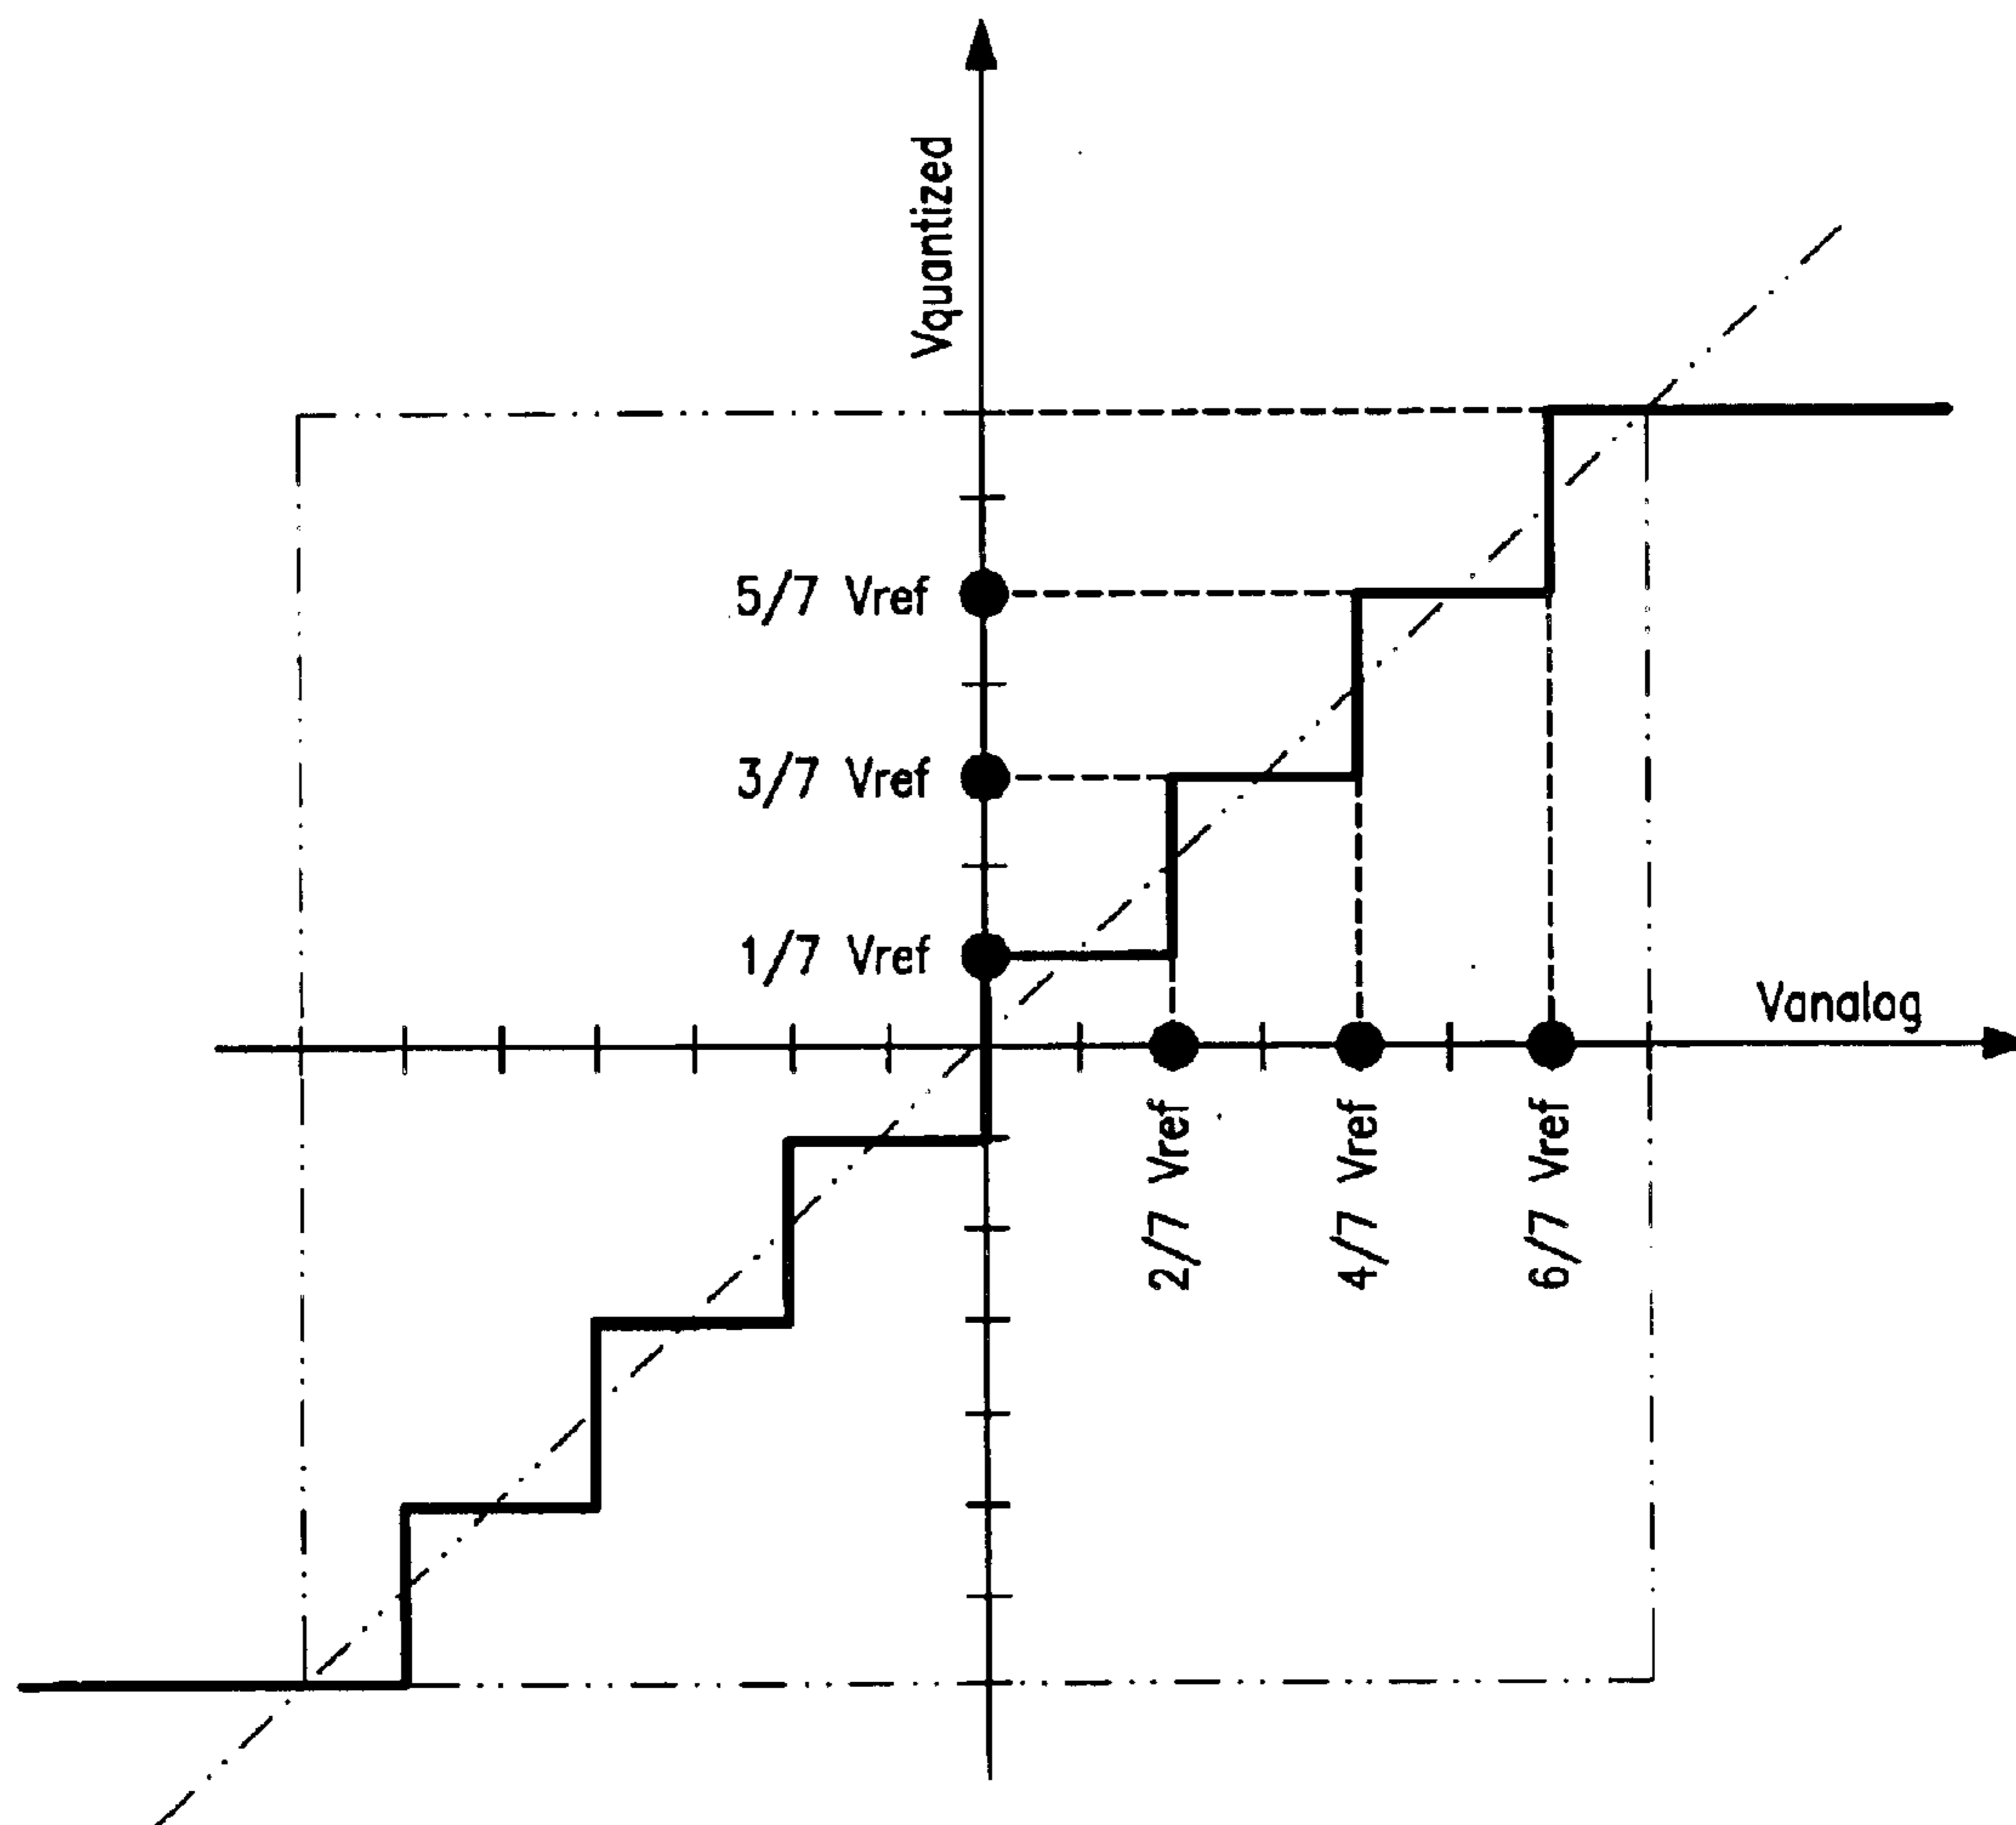 Vquantized
5/7 Vref
3/7 Vref
1/7 Vref
Vanalog
2/7 Vref
4/7 Vref
6/7 Vref